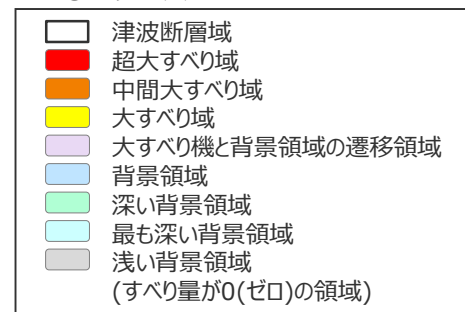 津波断層域
超大すべり域
中間大すべり域
大すべり域
大すべり機と背景領域の遷移領域
背景領域
深い背景領域
最も深い背景領域
浅い背景領域
(すべり量が0(ゼロ)の領域)